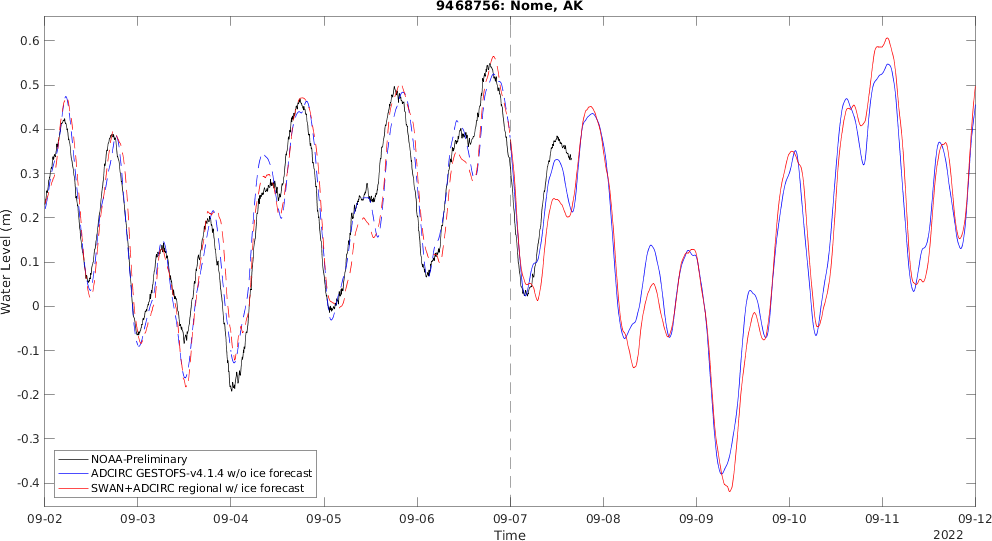 9468756: Nome, AK
Water Level (m)
0.6
0.5
0.4
0.3
0.2
0.1
0
-0.1
-0.2
-0.3
-0.4
NOAA-Preliminary
ADCIRC GESTOFS-v4.1.4 w/o ice forecast
SWAN+ADCIRC regional w/ ice forecast
09-02 09-03 09-04 09-05 09-06 09-07 09-08 09-09 09-10 09-11 09-12
Time
2022